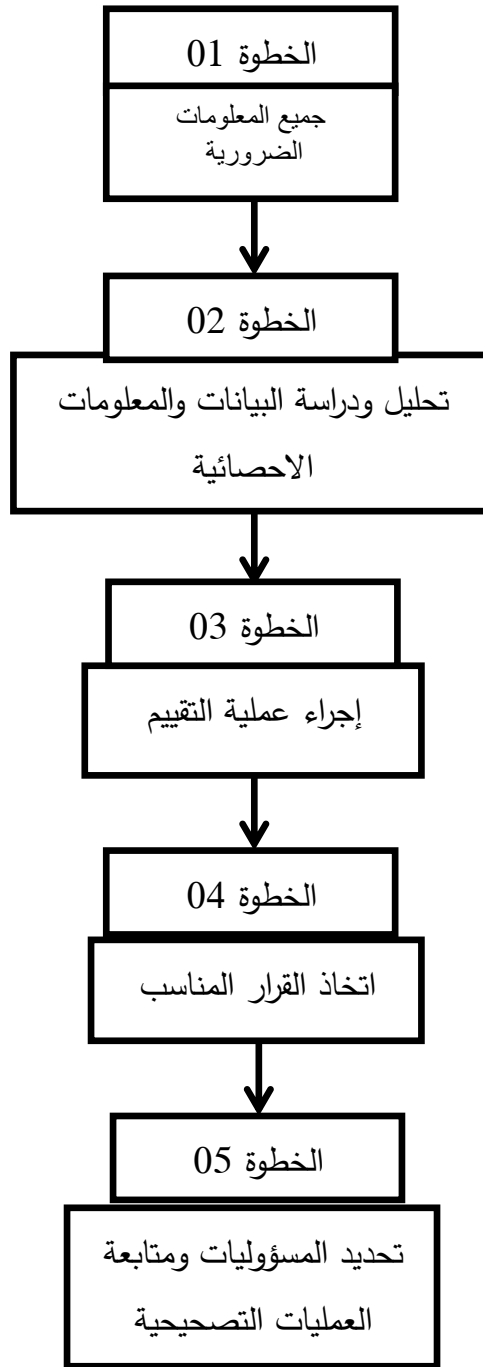 الخطوة 01
جميع المعلومات
الضرورية
الخطوة 02
تحليل ودراسة البيانات والمعلومات
الاحصائية
الخطوة 03
إجراء عملية التقييم
الخطوة 04
اتخاذ القرار المناسب
الخطوة 05
تحديد المسؤوليات ومتابعة
العمليات التصحيحية